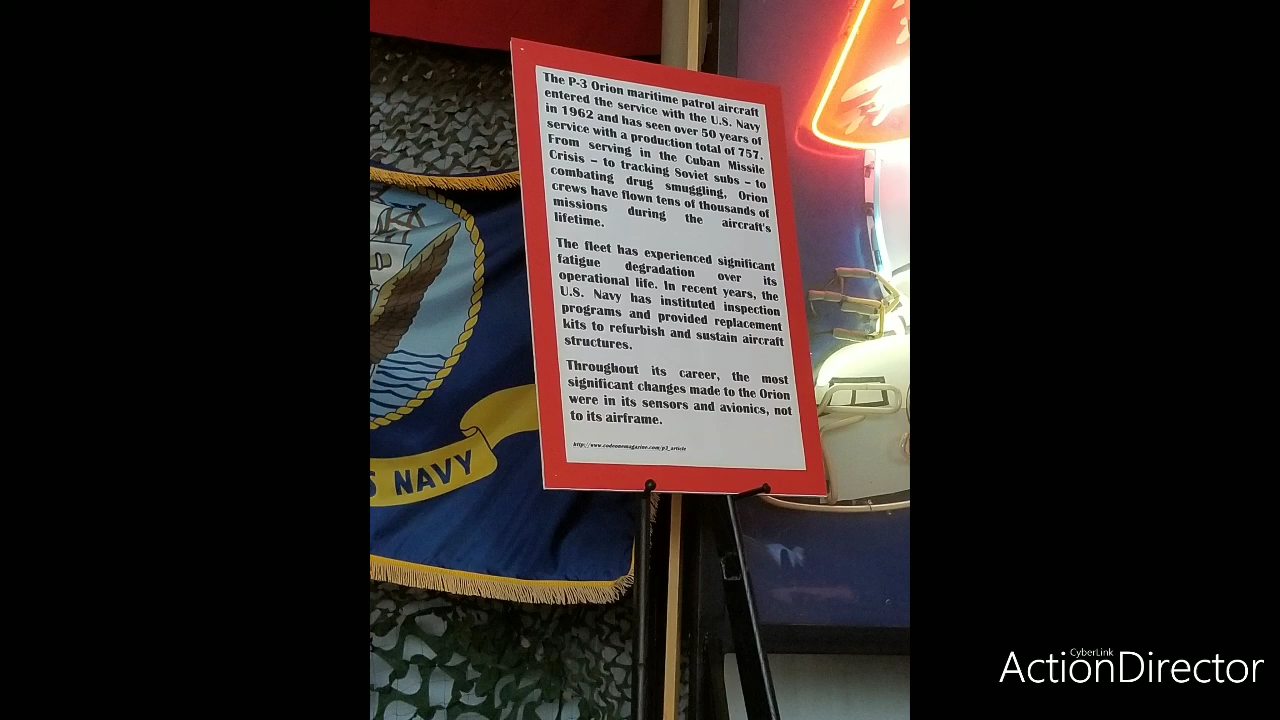 The P-3 Orion maritime patrol aircraft
entered the service with the U.S. Navy
in 1962 and has seen over 50 years of
service with a production total of 757.
From serving in the Cuban Missile
Crisis – to tracking Soviet subs – to
combating drug smuggling, Orion
crews have flown tens of thousands of
missions during the aircraft's
lifetime.
The fleet has experienced significant
fatigue degradation over its
operational life. In recent years, the
U.S. Navy has instituted inspection
programs and provided replacement
kits to refurbish and sustain aircraft
structures.
Throughout its career, the most
significant changes made to the Orion
were in its sensors and avionics, not
to its airframe.
http://www.codeonemagazine.com/p3_article
S NAVY
CyberLink
ActionDirector